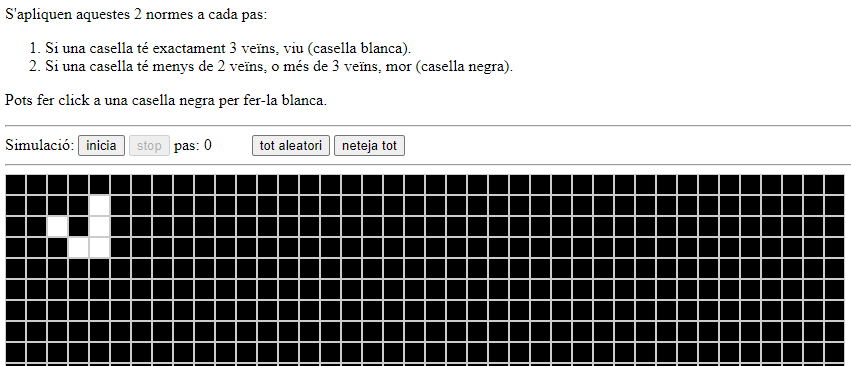 S'apliquen aquestes 2 normes a cada pas:
1. Si una casella té exactament 3 veïns, viu (casella blanca).
2. Si una casella té menys de 2 veïns, o més de 3 veïns, mor (casella negra).
Pots fer click a una casella negra per fer-la blanca.
Simulació: inicia stop pas: 0 tot aleatori neteja tot